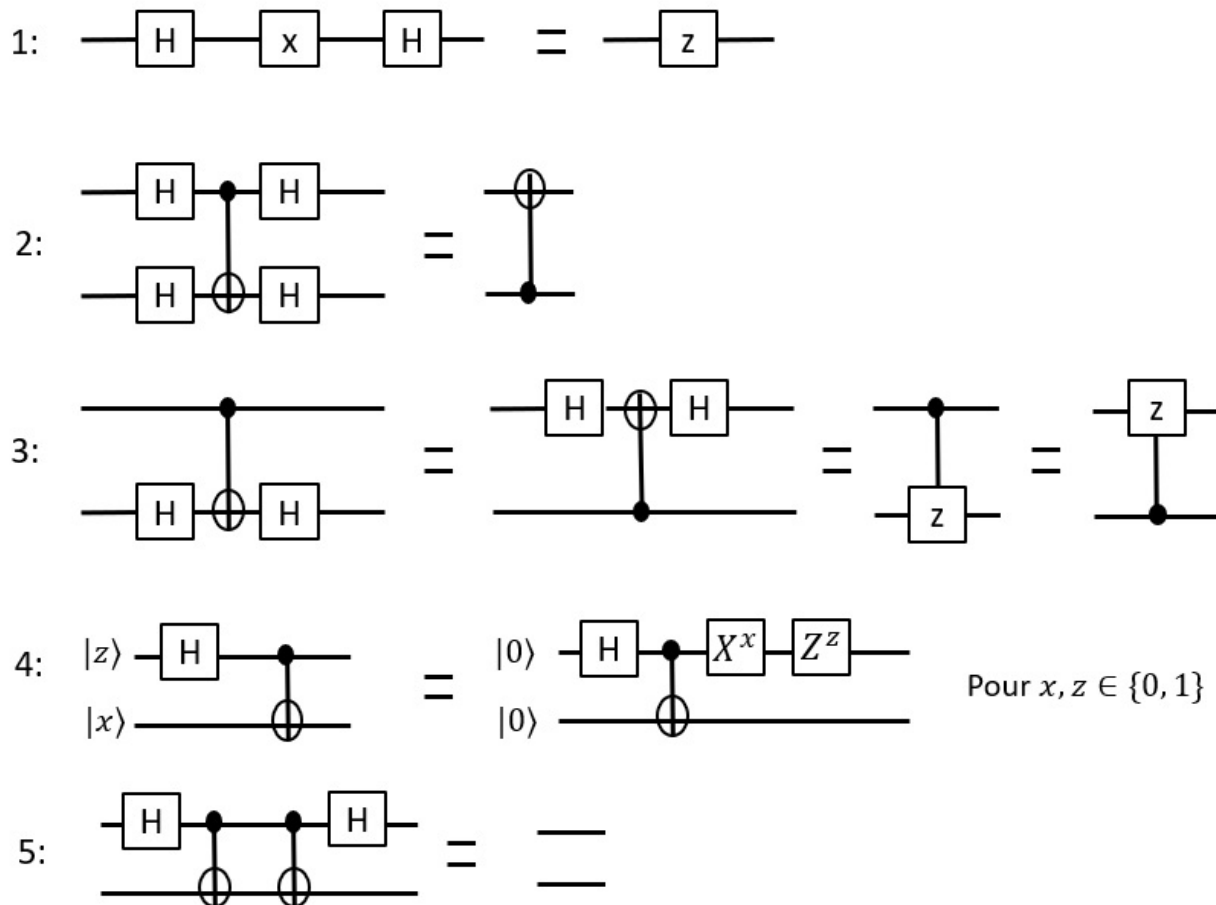 1: H x H = z
2: H H = H H
3: H H = H H = z = z
4: |z⟩ H = |0⟩ H X^x Z^z
|x⟩ |0⟩ Pour x, z ∈ {0, 1}
5: H H =